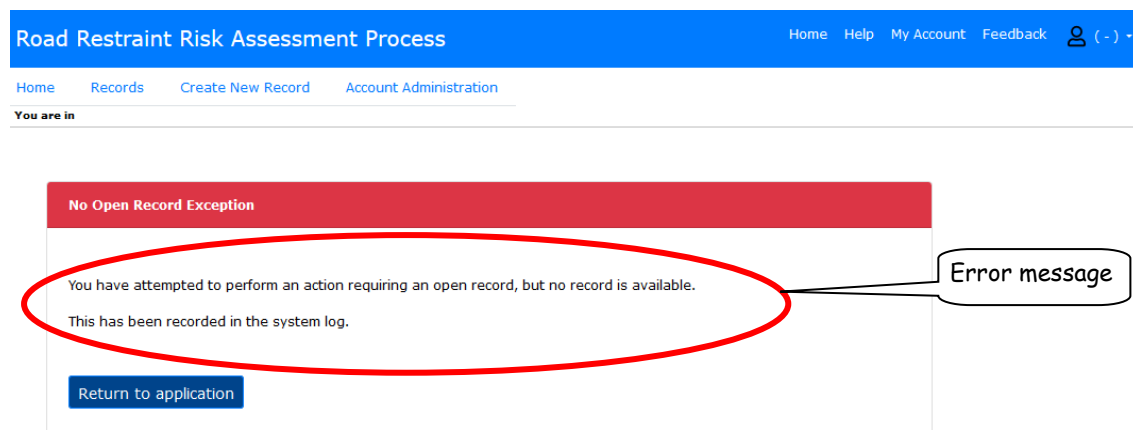 Road Restraint Risk Assessment Process
Home Help My Account Feedback ( - )
Home Records Create New Record Account Administration
You are in
No Open Record Exception
You have attempted to perform an action requiring an open record, but no record is available.
Error message
This has been recorded in the system log.
Return to application